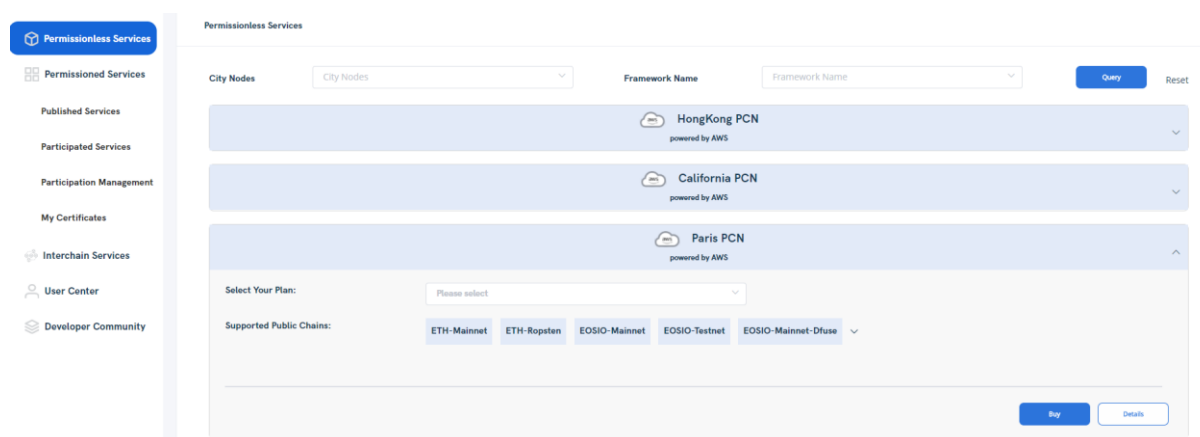 Permissionless Services
Permissioned Services
Published Services
Participated Services
Participation Management
My Certificates
Interchain Services
User Center
Developer Community
Permissionless Services
City Nodes City Nodes Framework Name Framework Name Query Reset
HongKong PCN
powered by AWS
California PCN
powered by AWS
Paris PCN
powered by AWS
Select Your Plan: Please select
Supported Public Chains: ETH-Mainnet ETH-Ropsten EOSIO-Mainnet EOSIO-Testnet EOSIO-Mainnet-Dfuse
Buy Details